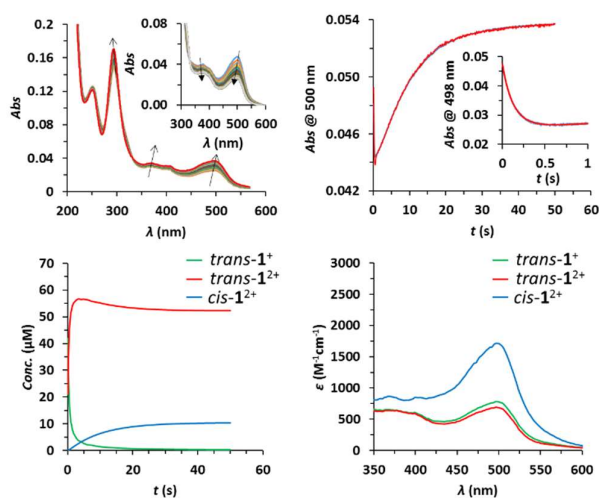 0.2
0.16
0.12
0.08
0.04
0
Abs
200 300 400 500 600
λ (nm)
0.08
0.04
0.00
Abs
300 400 500 600
λ (nm)
0.054
0.050
0.046
0.042
Abs @ 500 nm
0 10 20 30 40 50 60
t (s)
0.05
0.04
0.03
0.02
Abs @ 498 nm
0 0.5 1
t (s)
trans-1+
trans-1²⁺
cis-1²⁺
70
60
50
40
30
20
10
0
Conc. (µM)
0 20 40 60
t (s)
trans-1⁺
trans-1²⁺
cis-1²⁺
3000
2500
2000
1500
1000
500
0
ε (M⁻¹cm⁻¹)
350 400 450 500 550 600
λ (nm)